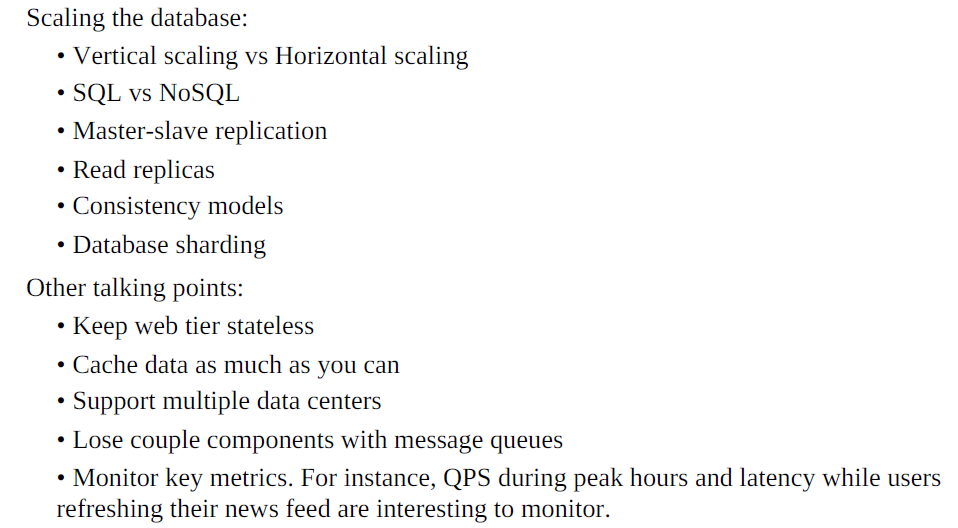 Scaling the database:
• Vertical scaling vs Horizontal scaling
• SQL vs NoSQL
• Master-slave replication
• Read replicas
• Consistency models
• Database sharding
Other talking points:
• Keep web tier stateless
• Cache data as much as you can
• Support multiple data centers
• Lose couple components with message queues
• Monitor key metrics. For instance, QPS during peak hours and latency while users
refreshing their news feed are interesting to monitor.